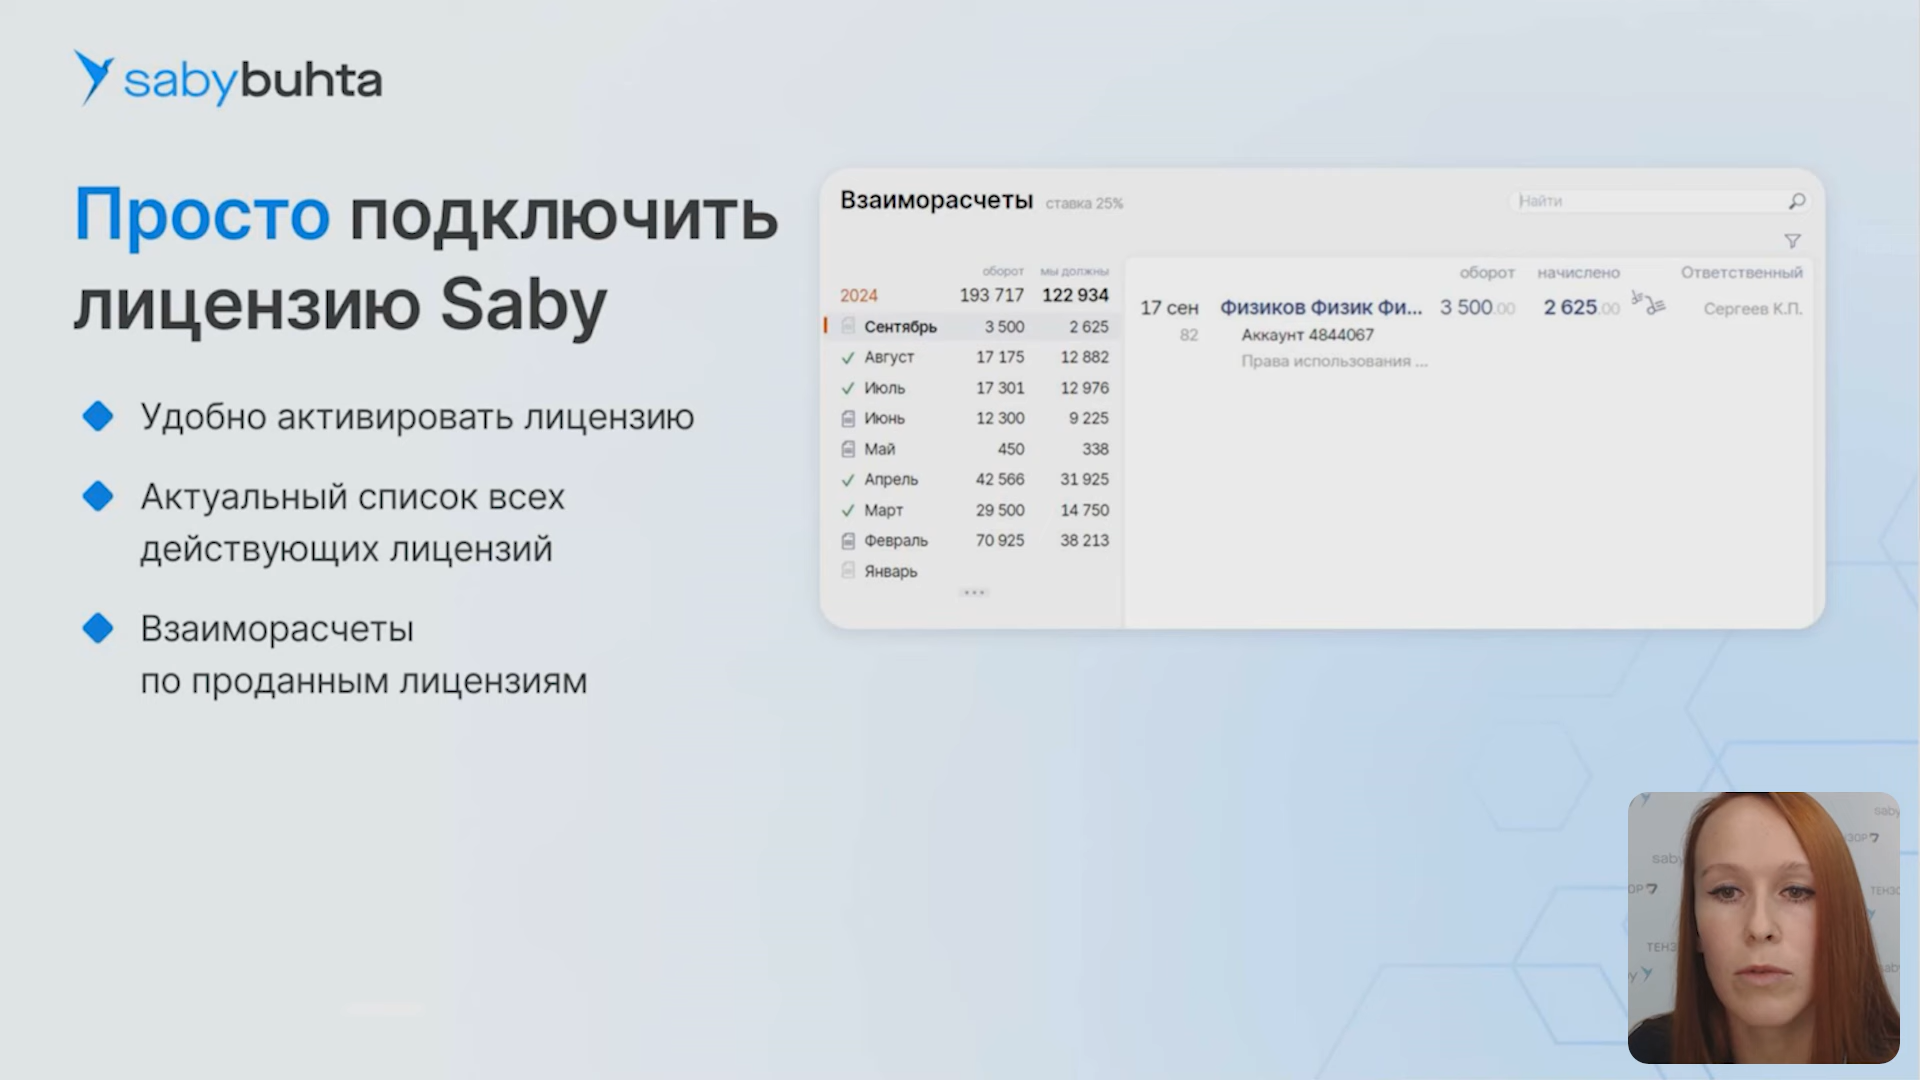 sabybuhta
Просто подключить
лицензию Saby
Удобно активировать лицензию
Актуальный список всех
действующих лицензий
Взаиморасчеты
по проданным лицензиям
Взаиморасчеты ставка 25%
Найти
оборот мы должны
2024 193 717 122 934
Сентябрь 3 500 2 625
Август 17 175 12 882
Июль 17 301 12 976
Июнь 12 300 9 225
Май 450 338
Апрель 42 566 31 925
Март 29 500 14 750
Февраль 70 925 38 213
Январь
оборот начислено Ответственный
17 сен Физиков Физик Фи... 3 500.00 2 625.00 Сергеев К.П.
82 Аккаунт 4844067
Права использования ...
saby
saby
ТЕНЗ